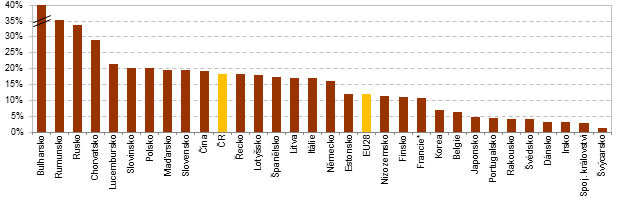 40%
35%
30%
25%
20%
15%
10%
5%
0%
Bulharsko
Rumunsko
Rusko
Chorvatsko
Lucembursko
Slovinsko
Polsko
Maďarsko
Slovensko
Čína
ČR
Řecko
Lotyšsko
Španělsko
Litva
Itálie
Německo
Estonsko
EU28
Nizozemsko
Finsko
Francie*
Korea
Belgie
Japonsko
Portugalsko
Rakousko
Švédsko
Dánsko
Irsko
Spoj. království
Švýcarsko